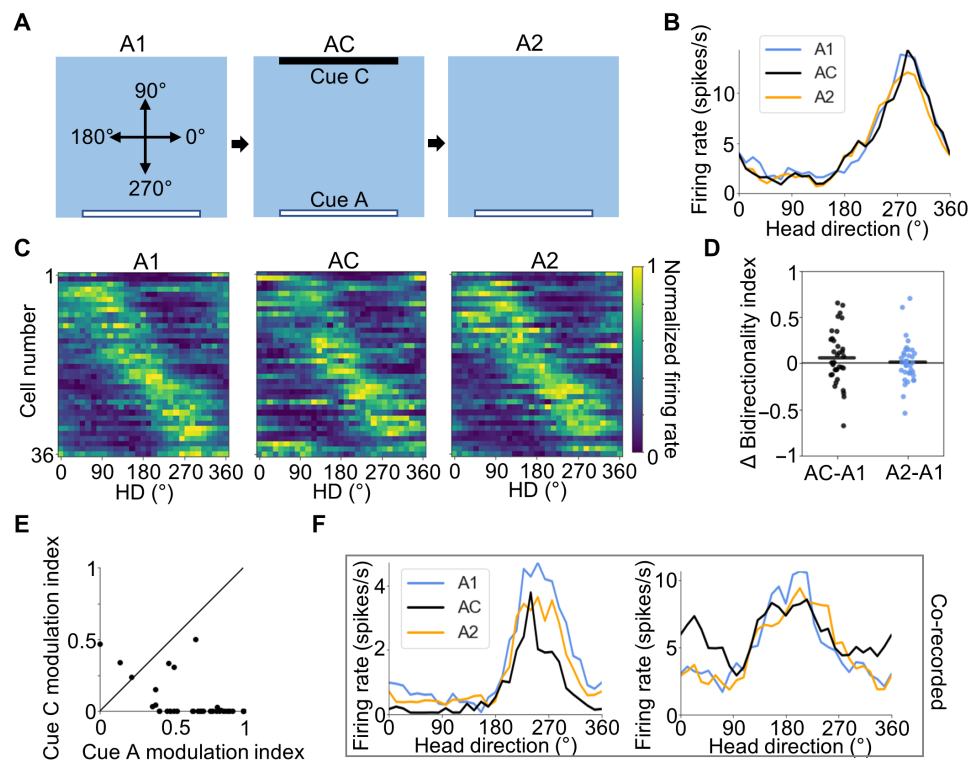 A
A1
AC
A2
90°
180°
0°
270°
Cue C
Cue A
B
A1
AC
A2
Firing rate (spikes/s)
10
5
0
0
90
180
270
360
Head direction (°)
C
A1
AC
A2
Cell number
1
36
0
180
270
360
HD (°)
0
180
270
360
HD (°)
0
180
270
360
HD (°)
1
0
Normalized firing rate
D
Δ Bidirectionality index
1
0.5
0
−0.5
−1
AC-A1
A2-A1
E
Cue C modulation index
1
0.5
0
0
0.5
1
Cue A modulation index
F
Firing rate (spikes/s)
4
2
0
A1
AC
A2
0
90
180
270
360
Head direction (°)
Firing rate (spikes/s)
10
5
0
0
90
180
270
360
Head direction (°)
Co-recorded